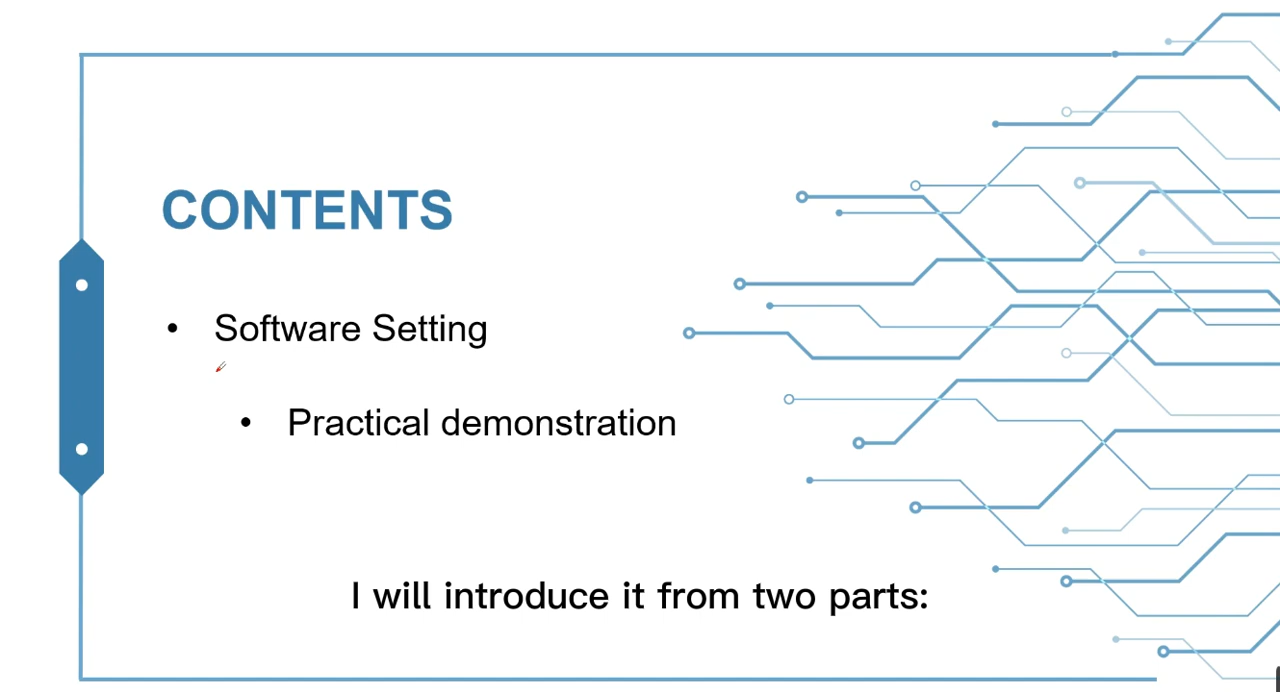 CONTENTS
• Software Setting
• Practical demonstration
I will introduce it from two parts: